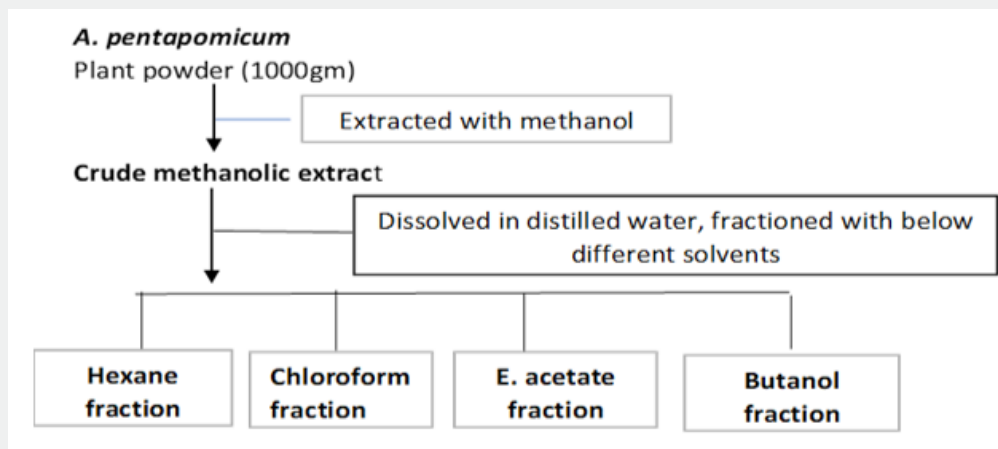 A. pentapomicum
Plant powder (1000gm)
Extracted with methanol
Crude methanolic extract
Dissolved in distilled water, fractioned with below
different solvents
Hexane
fraction
Chloroform
fraction
E. acetate
fraction
Butanol
fraction